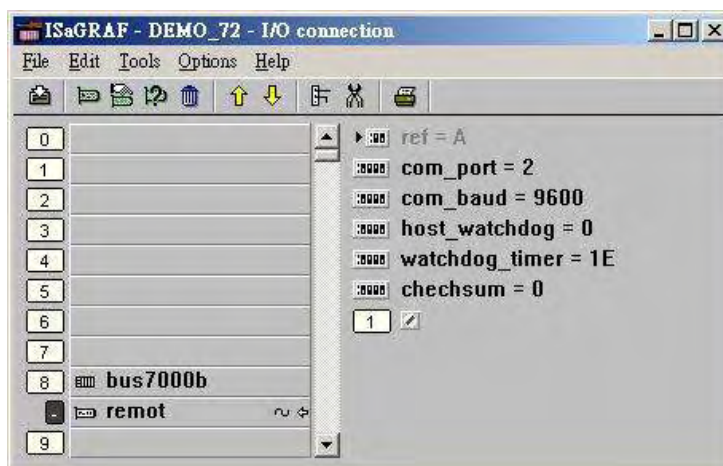 ISaGRAF - DEMO_72 - I/O connection
File Edit Tools Options Help
0
1
2
3
4
5
6
7
8 bus7000b
remot
9
ref = A
com_port = 2
com_baud = 9600
host_watchdog = 0
watchdog_timer = 1E
chechsum = 0
1